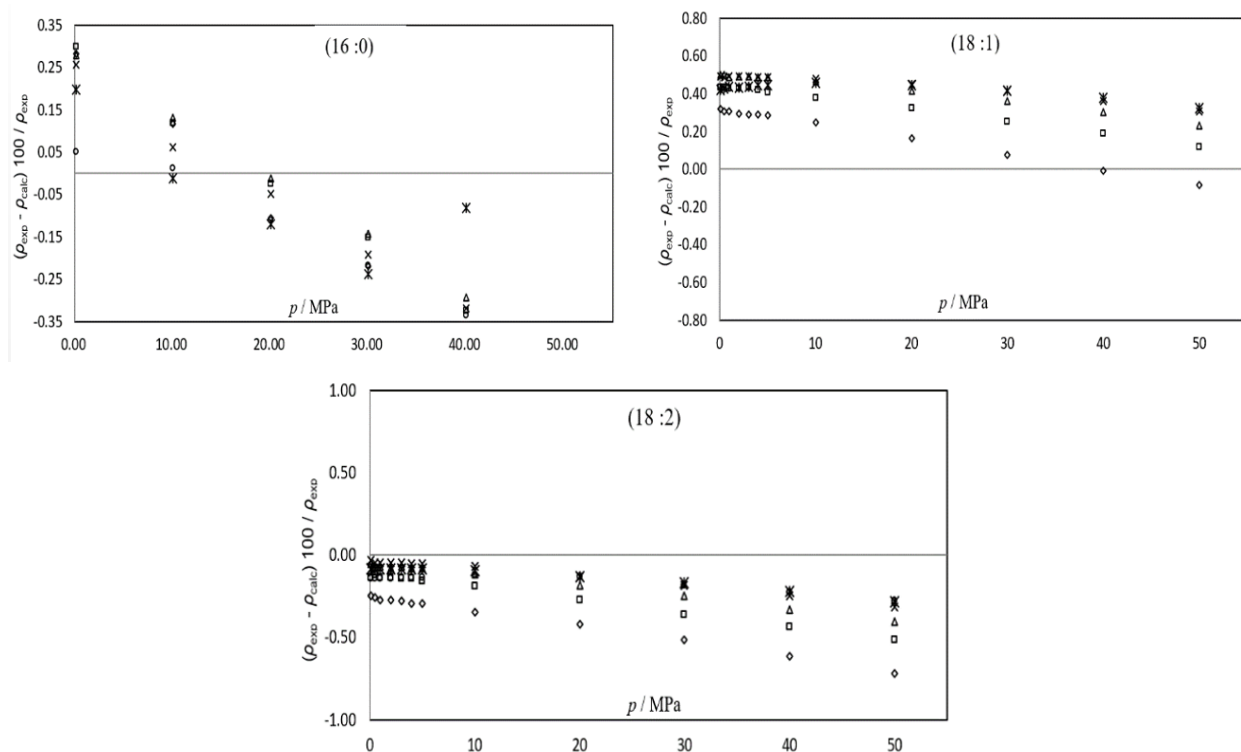 (16 :0)
(ρexp - ρcalc) 100 / ρexp
0.35
0.25
0.15
0.05
-0.05
-0.15
-0.25
-0.35
p / MPa
0.00 10.00 20.00 30.00 40.00 50.00
(18 :1)
(ρexp - ρcalc) 100 / ρexp
0.80
0.60
0.40
0.20
0.00
-0.20
-0.40
-0.60
-0.80
p / MPa
0 10 20 30 40 50
(18 :2)
(ρexp - ρcalc) 100 / ρexp
1.00
0.50
0.00
-0.50
-1.00
p / MPa
0 10 20 30 40 50